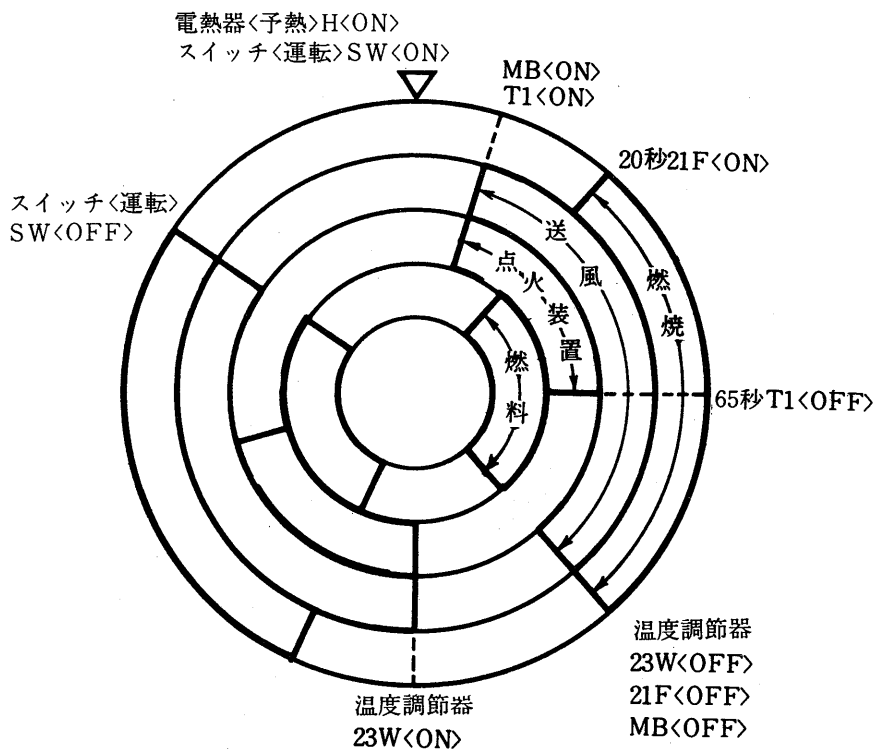 電熱器<予熱>H<ON>
スイッチ<運転>SW<ON>
MB<ON>
T1<ON>
20秒21F<ON>
スイッチ<運転>
SW<OFF>
送風
点火装置
燃焼
燃料
65秒T1<OFF>
温度調節器
23W<OFF>
21F<OFF>
MB<OFF>
温度調節器
23W<ON>